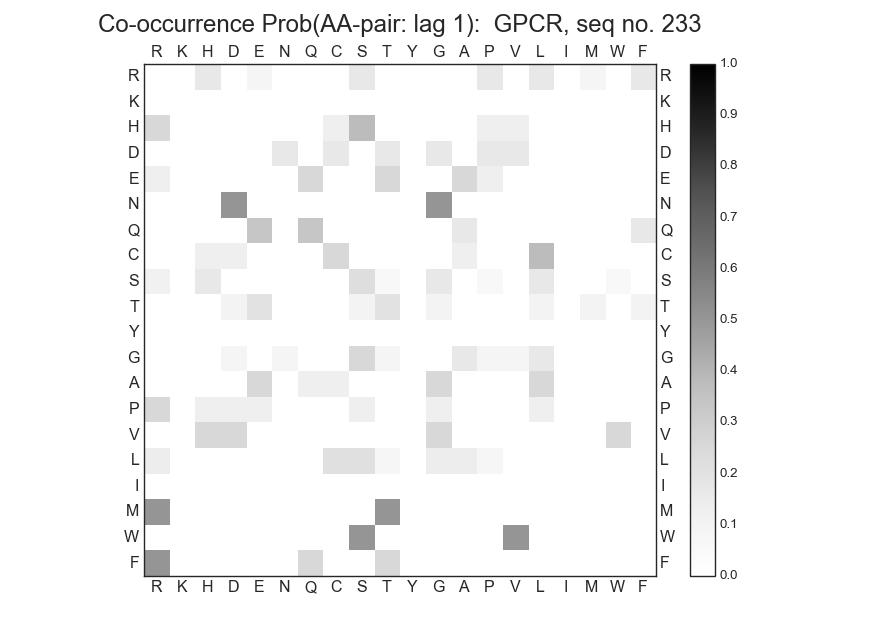 Co-occurrence Prob(AA-pair: lag 1):  GPCR, seq no. 233
R K H D E N Q C S T Y G A P V L I M W F
R R 1.0
K K
H H 0.9
D D
E E 0.8
N N
Q Q 0.7
C C
S S 0.6
T T
Y Y 0.5
G G
A A 0.4
P P
V V 0.3
L L
I I 0.2
M M
W W 0.1
F F
0.0
R K H D E N Q C S T Y G A P V L I M W F